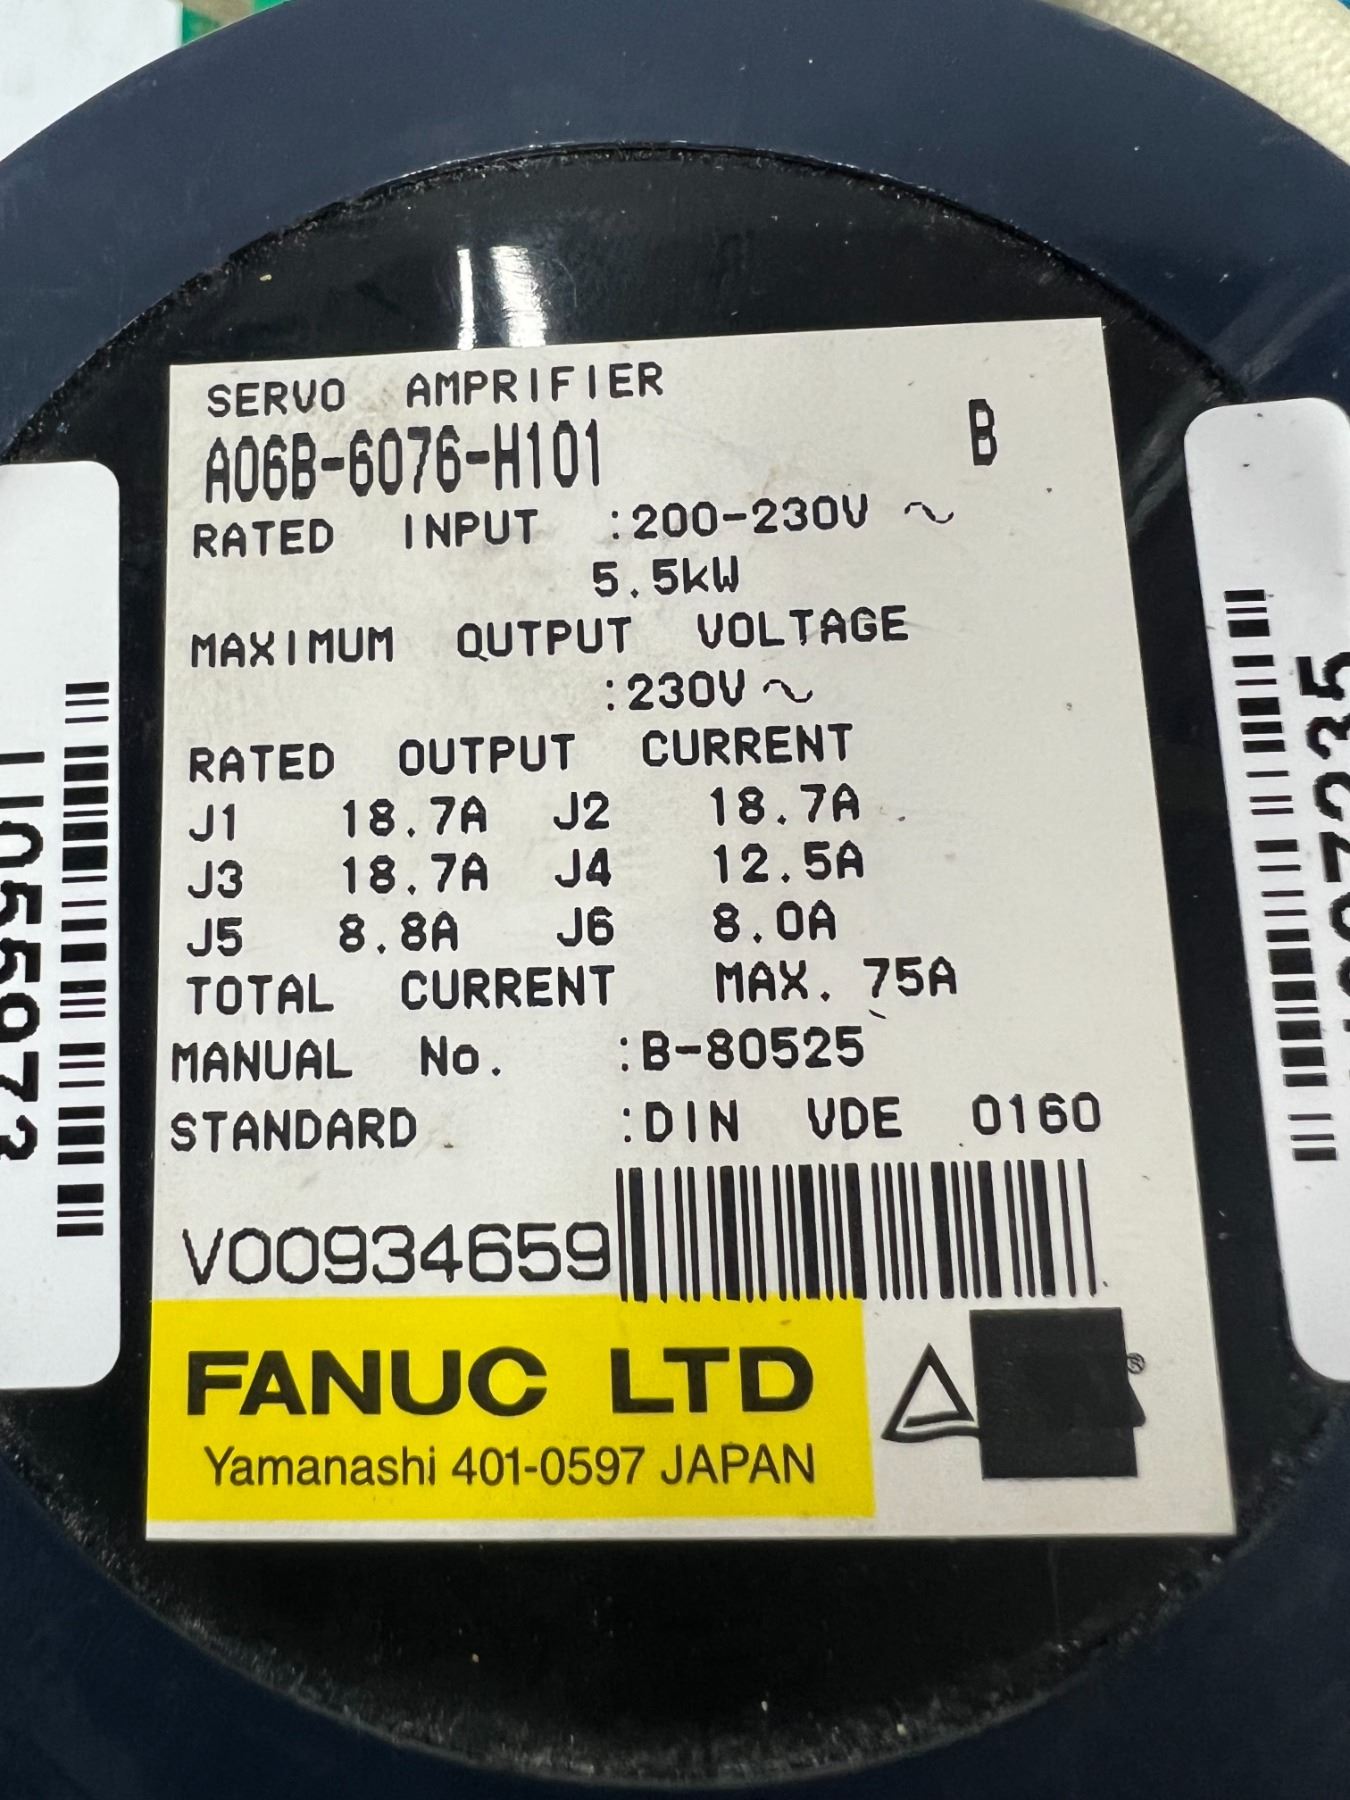 SERVO AMPRIFIER
A06B-6076-H101 B
RATED INPUT :200-230V ~
5.5kW
MAXIMUM OUTPUT VOLTAGE
:230V ~
RATED OUTPUT CURRENT
J1 18.7A J2 18.7A
J3 18.7A J4 12.5A
J5 8.8A J6 8.0A
TOTAL CURRENT MAX. 75A
MANUAL No. :B-80525
STANDARD :DIN VDE 0160
V00934659
FANUC LTD
Yamanashi 401-0597 JAPAN
®